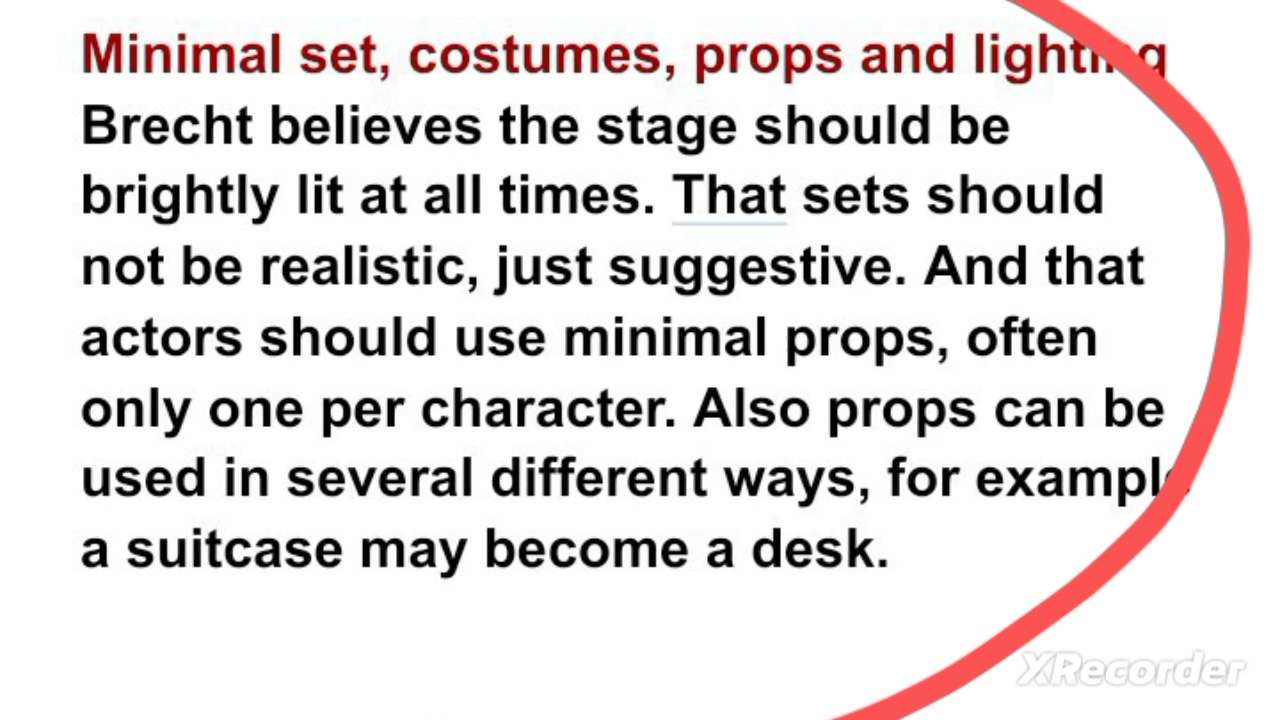 Minimal set, costumes, props and lighting
Brecht believes the stage should be
brightly lit at all times. That sets should
not be realistic, just suggestive. And that
actors should use minimal props, often
only one per character. Also props can be
used in several different ways, for example
a suitcase may become a desk.
XRecorder